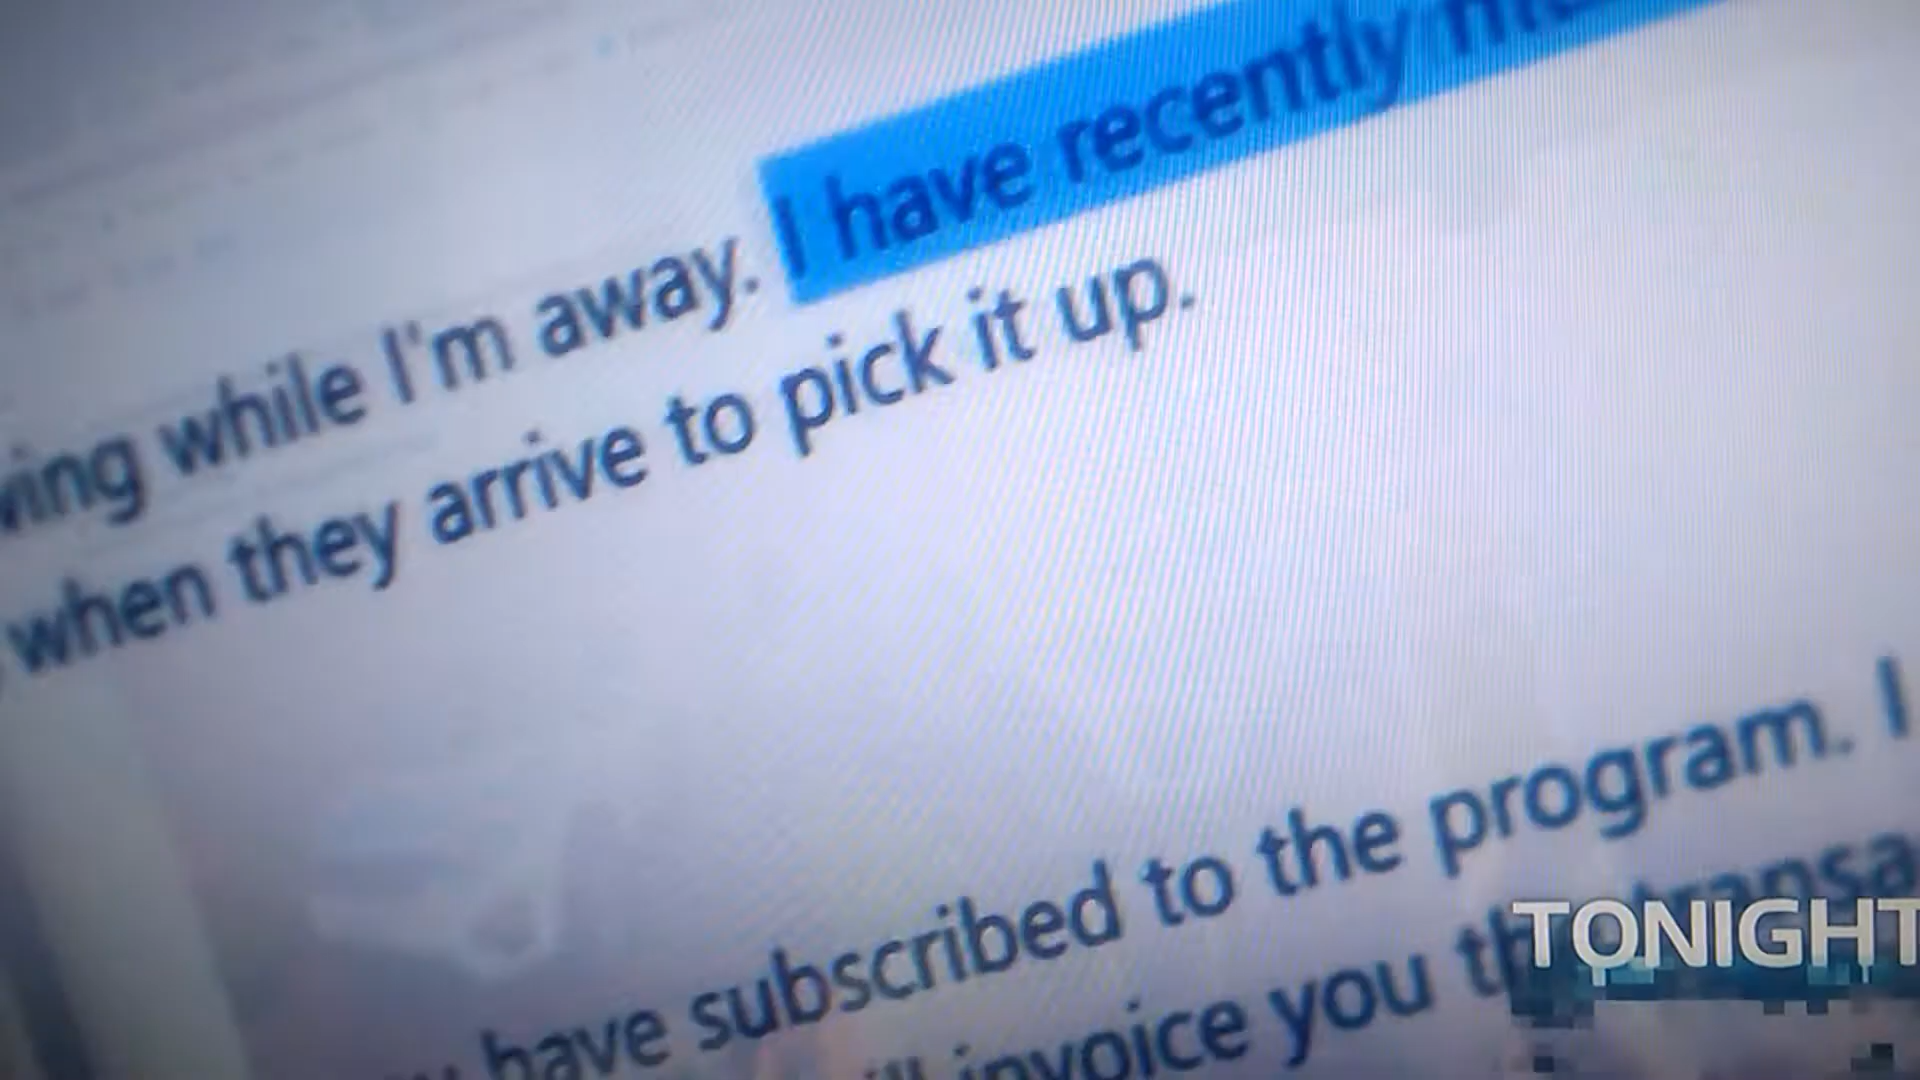 while I'm away. I have recently
when they arrive to pick it up.
have subscribed to the program. I
invoice you
TONIGHT